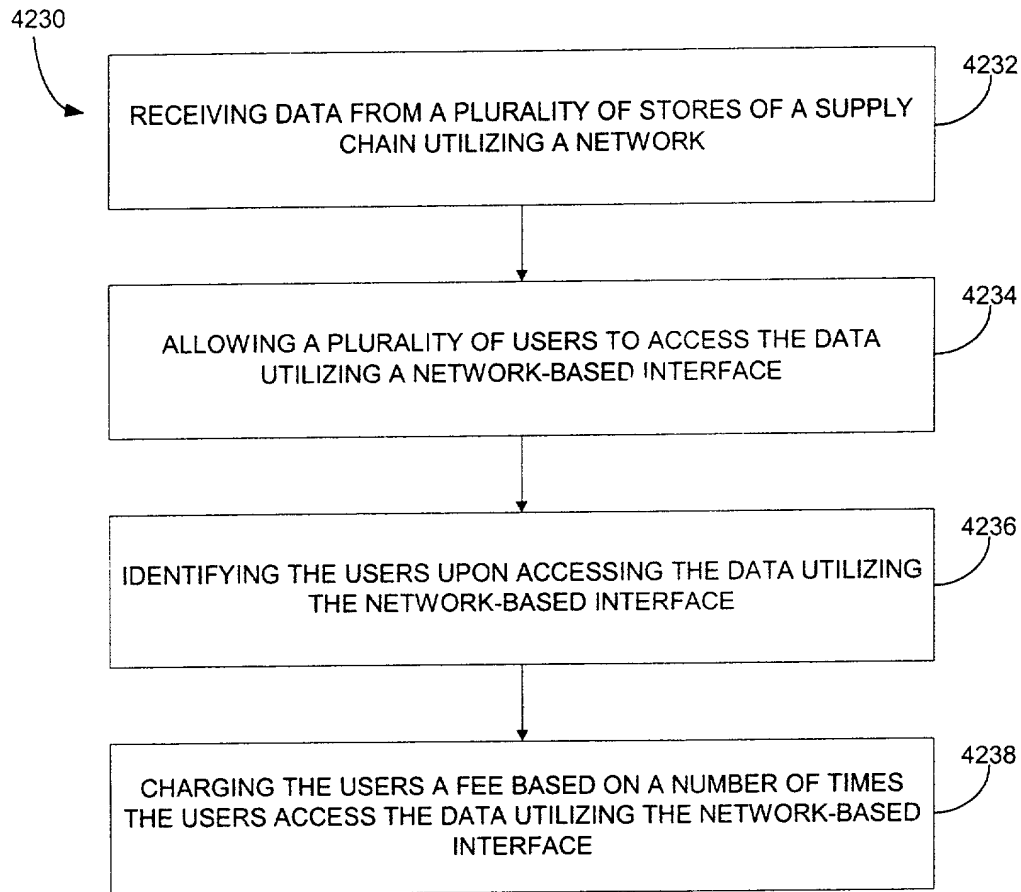 4230
4232
RECEIVING DATA FROM A PLURALITY OF STORES OF A SUPPLY
CHAIN UTILIZING A NETWORK
4234
ALLOWING A PLURALITY OF USERS TO ACCESS THE DATA
UTILIZING A NETWORK-BASED INTERFACE
4236
IDENTIFYING THE USERS UPON ACCESSING THE DATA UTILIZING
THE NETWORK-BASED INTERFACE
4238
CHARGING THE USERS A FEE BASED ON A NUMBER OF TIMES
THE USERS ACCESS THE DATA UTILIZING THE NETWORK-BASED
INTERFACE